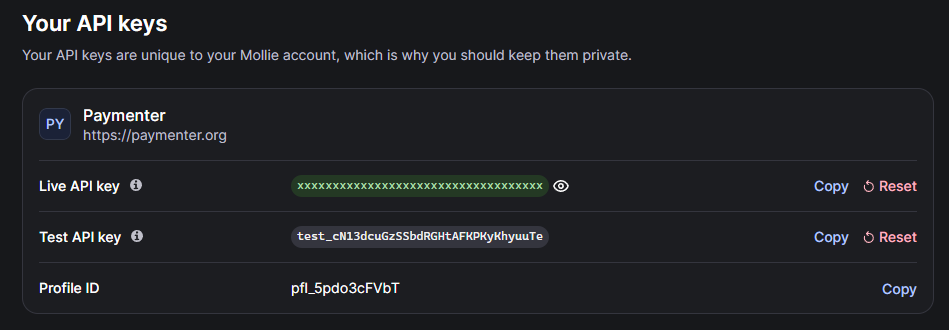 Your API keys
Your API keys are unique to your Mollie account, which is why you should keep them private.
PY
Paymenter
https://paymenter.org
Live API key
xxxxxxxxxxxxxxxxxxxxxxxxxxxxxxxxxxx
Copy
Reset
Test API key
test_cN13dcuGzSSbdRGHtAFKPKyKhyuuTe
Copy
Reset
Profile ID
pfl_5pdo3cFVbT
Copy